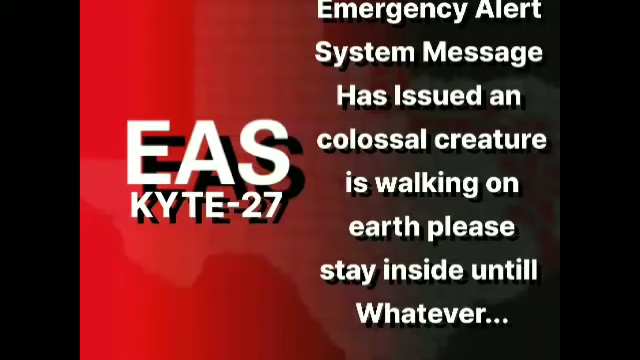 EAS
KYTE-27
Emergency Alert
System Message
Has Issued an
colossal creature
is walking on
earth please
stay inside untill
Whatever...